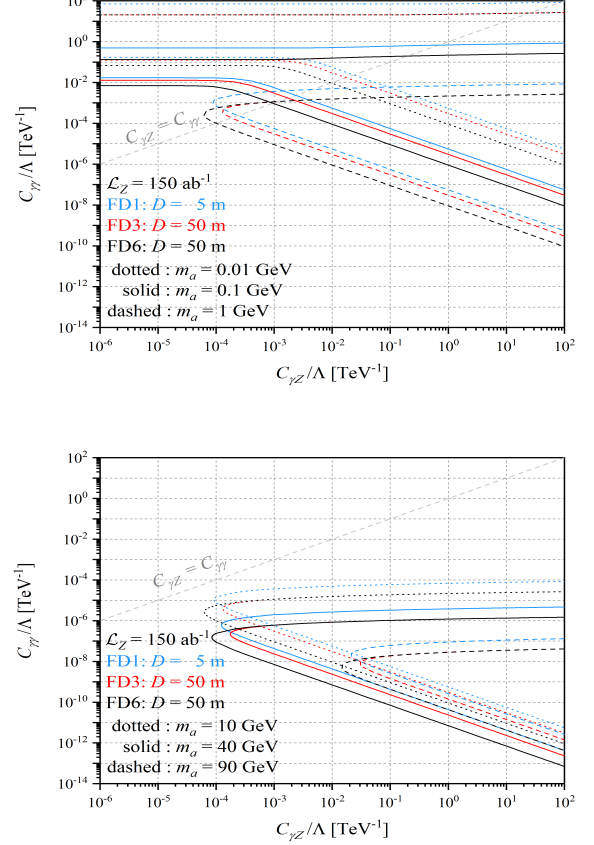 10^0
10^-2
10^-4
10^-6
10^-8
10^-10
10^-12
10^-14
C_γγ/Λ [TeV^-1]
C_γZ = C_γγ
ℒ_Z = 150 ab^-1
FD1: D = 5 m
FD3: D = 50 m
FD6: D = 50 m
dotted : m_a = 0.01 GeV
solid : m_a = 0.1 GeV
dashed : m_a = 1 GeV
10^-6 10^-5 10^-4 10^-3 10^-2 10^-1 10^0 10^1 10^2
C_γZ/Λ [TeV^-1]
10^2
10^0
10^-2
10^-4
10^-6
10^-8
10^-10
10^-12
10^-14
C_γγ/Λ [TeV^-1]
C_γZ = C_γγ
ℒ_Z = 150 ab^-1
FD1: D = 5 m
FD3: D = 50 m
FD6: D = 50 m
dotted : m_a = 10 GeV
solid : m_a = 40 GeV
dashed : m_a = 90 GeV
10^-6 10^-5 10^-4 10^-3 10^-2 10^-1 10^0 10^1 10^2
C_γZ/Λ [TeV^-1]